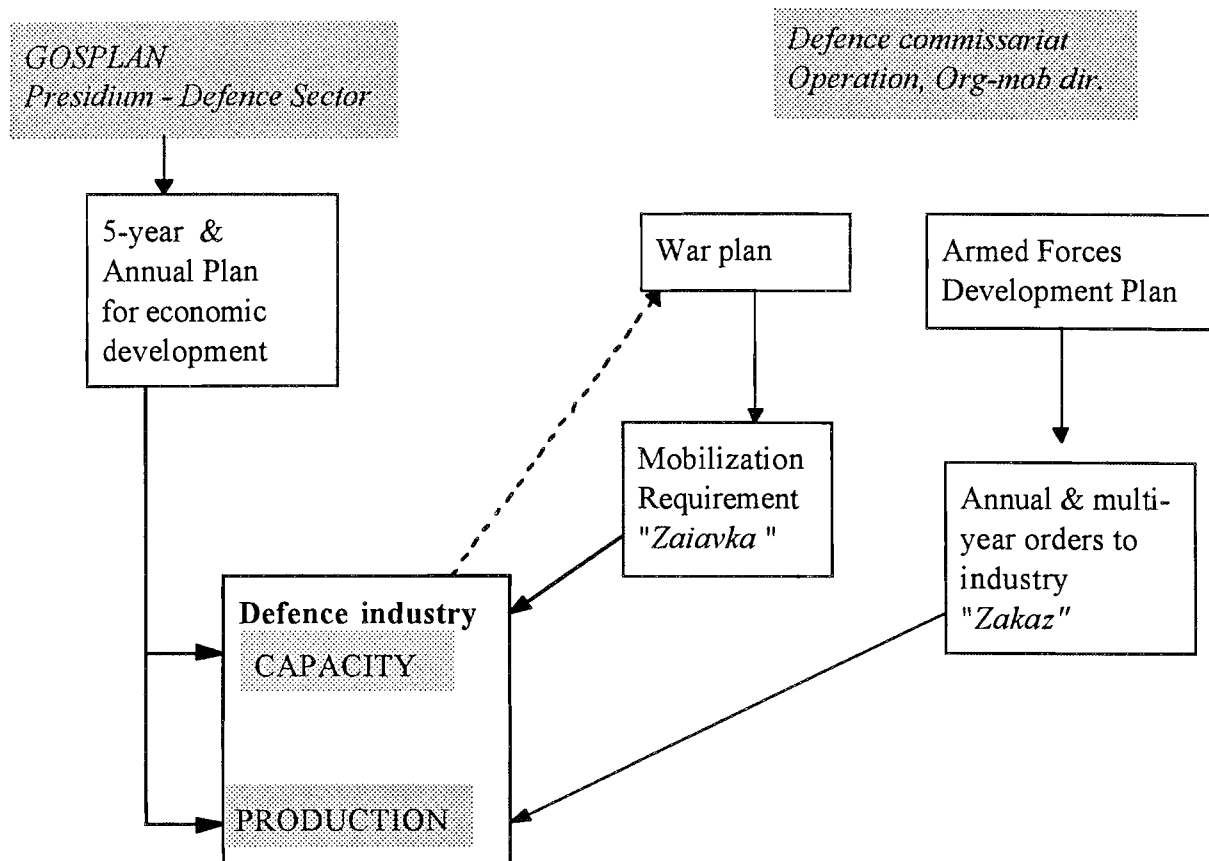 GOSPLAN
Presidium - Defence Sector
Defence commissariat
Operation, Org-mob dir.
5-year &
Annual Plan
for economic
development
War plan
Armed Forces
Development Plan
Mobilization
Requirement
"Zaiavka "
Annual & multi-
year orders to
industry
"Zakaz"
Defence industry
CAPACITY
PRODUCTION